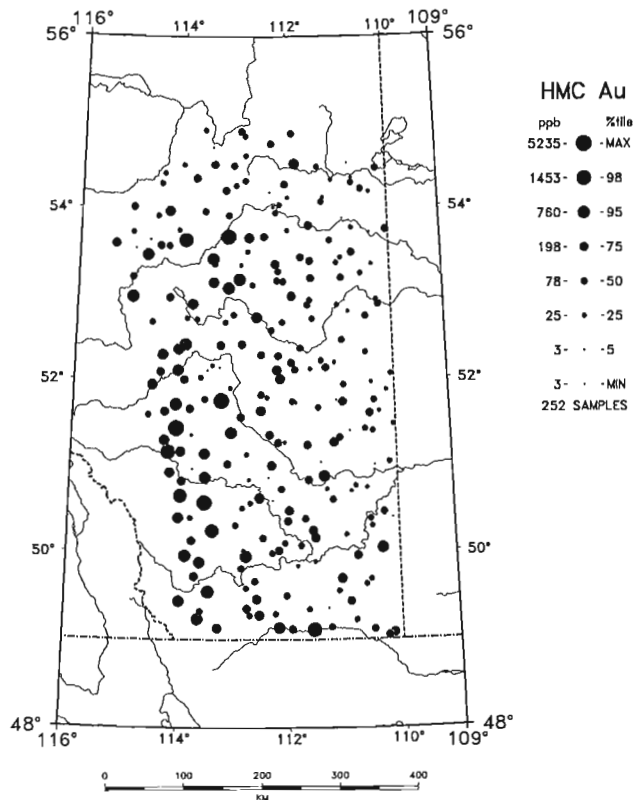 116° 114° 112° 110° 109°
56° 56°
HMC Au
ppb %tile
5235- -MAX
1453- -98
760- -95
198- -75
78- -50
25- -25
3- -5
3- -MIN
252 SAMPLES
54° 54°
52° 52°
50° 50°
48° 48°
116° 114° 112° 110° 109°
0 100 200 300 400
KM